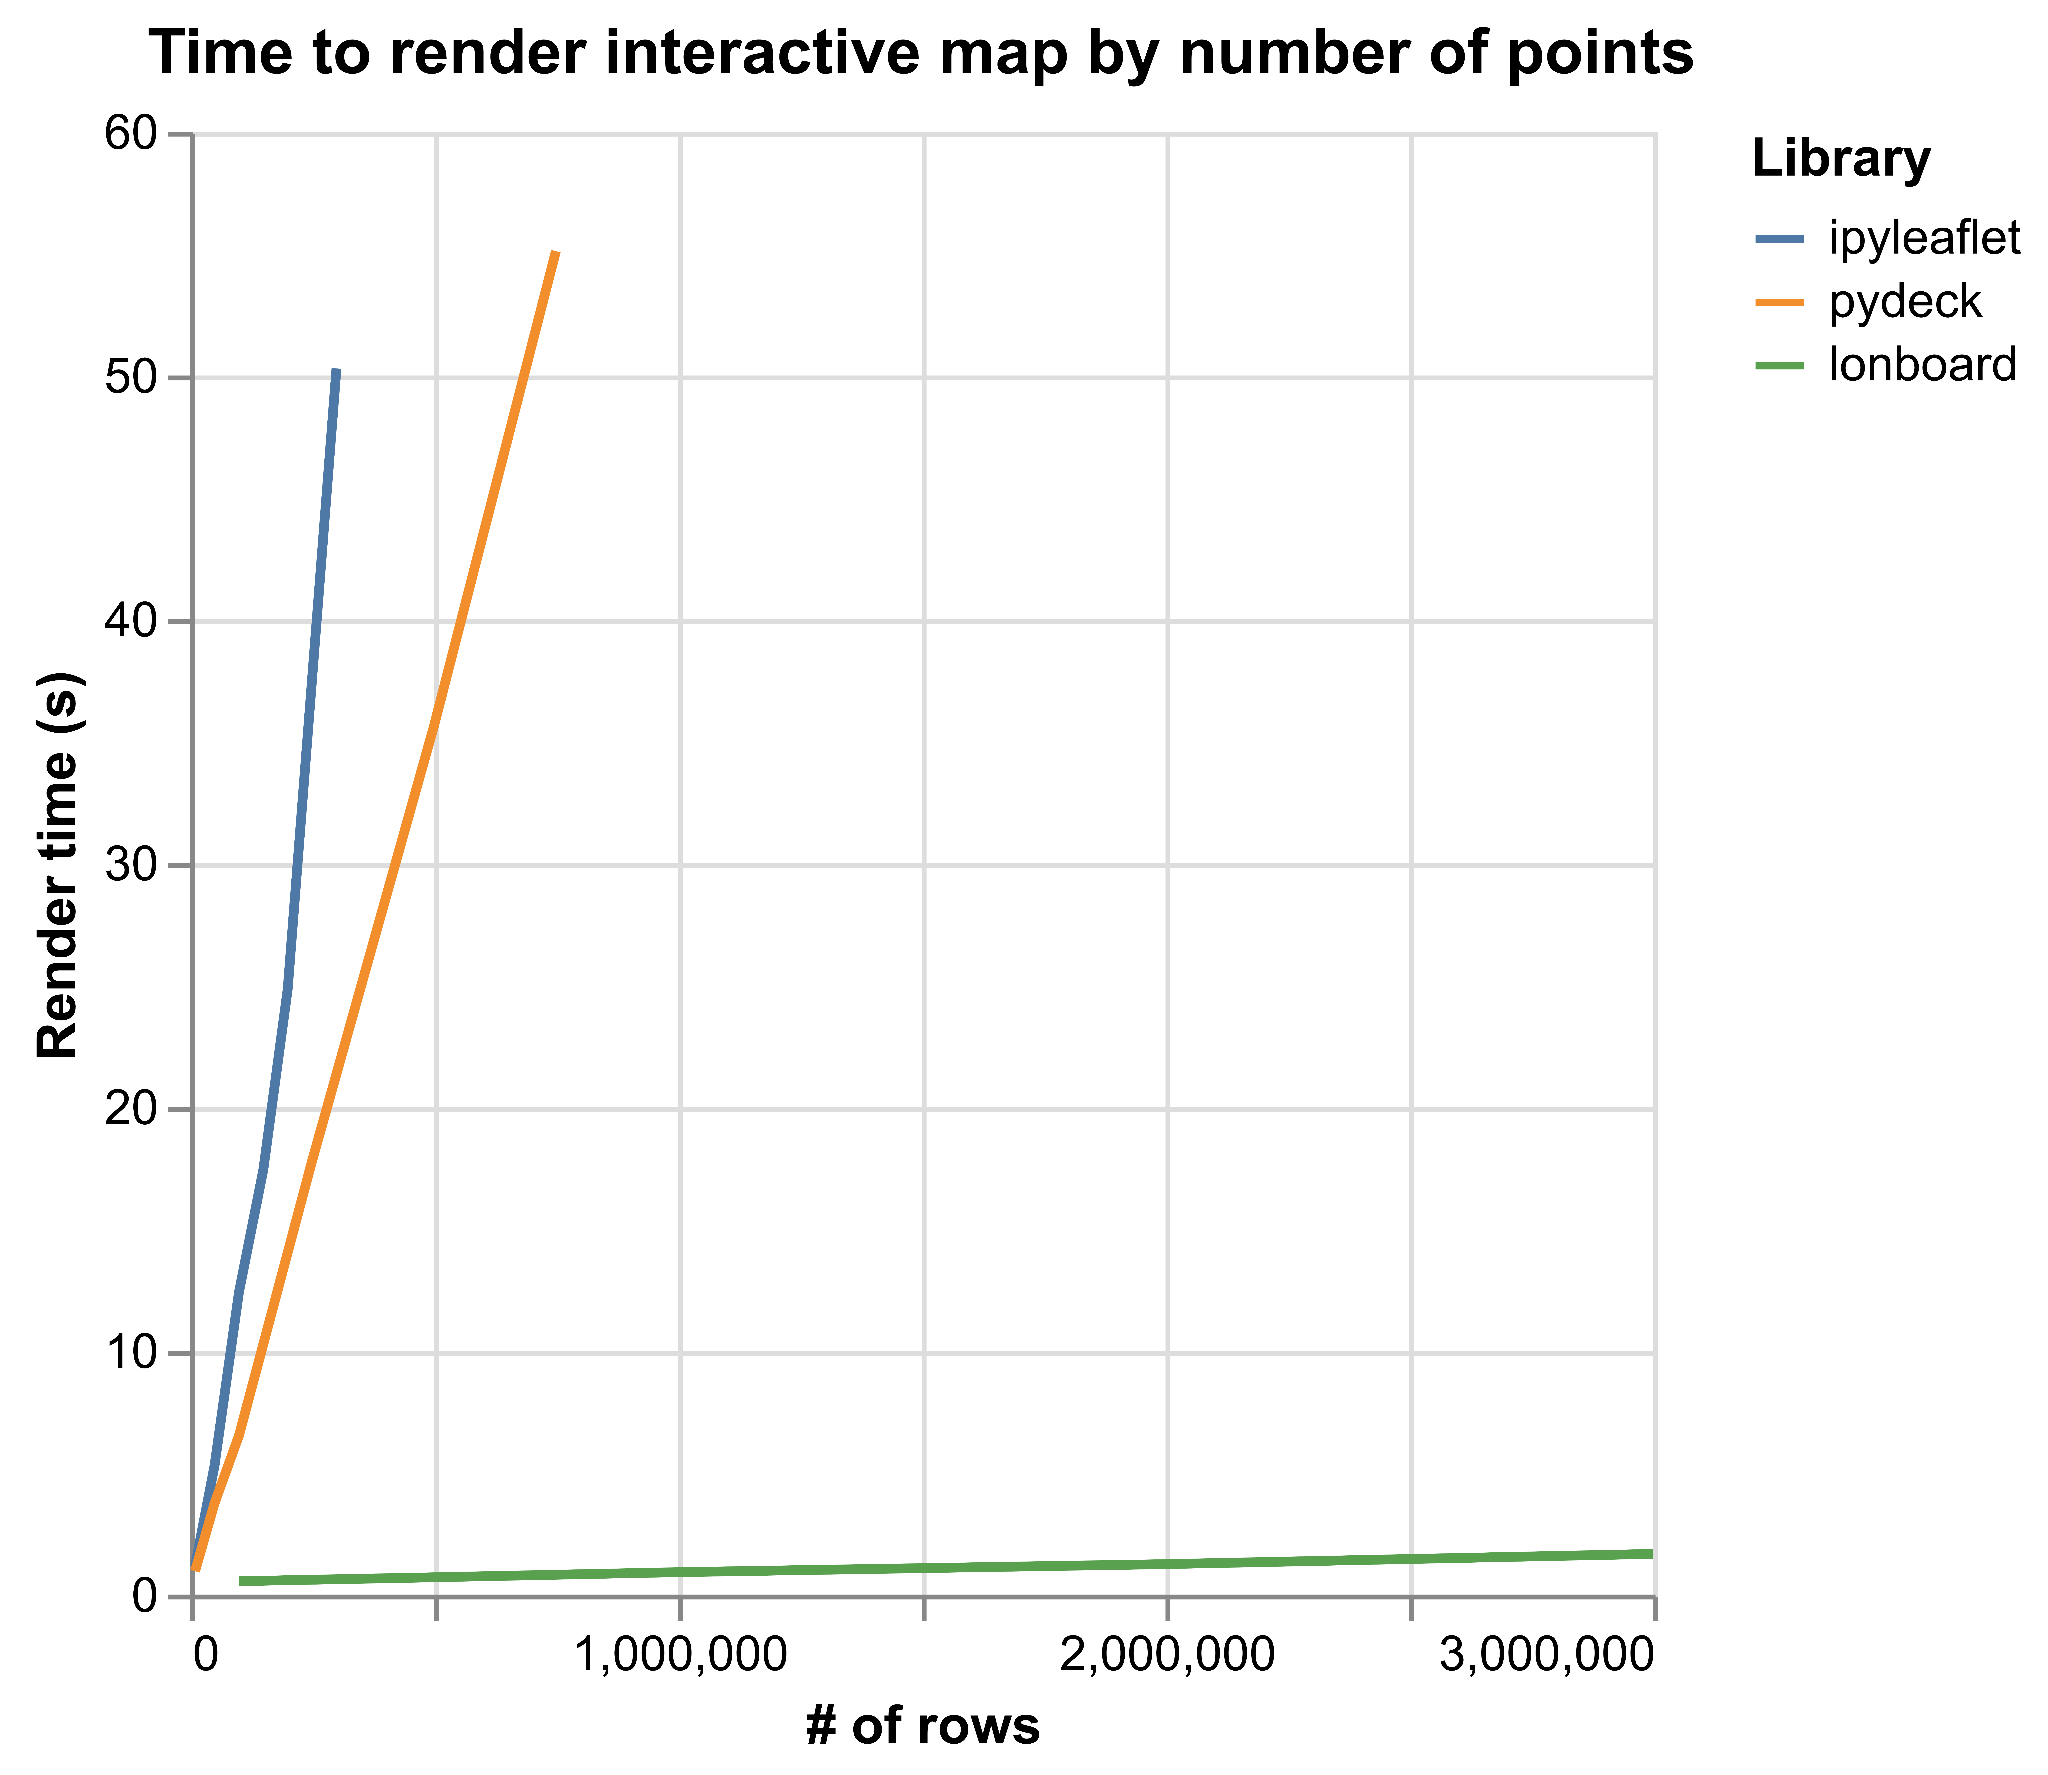 Time to render interactive map by number of points
60
50
40
30
20
10
0
Render time (s)
0
1,000,000
2,000,000
3,000,000
# of rows
Library
ipyleaflet
pydeck
lonboard